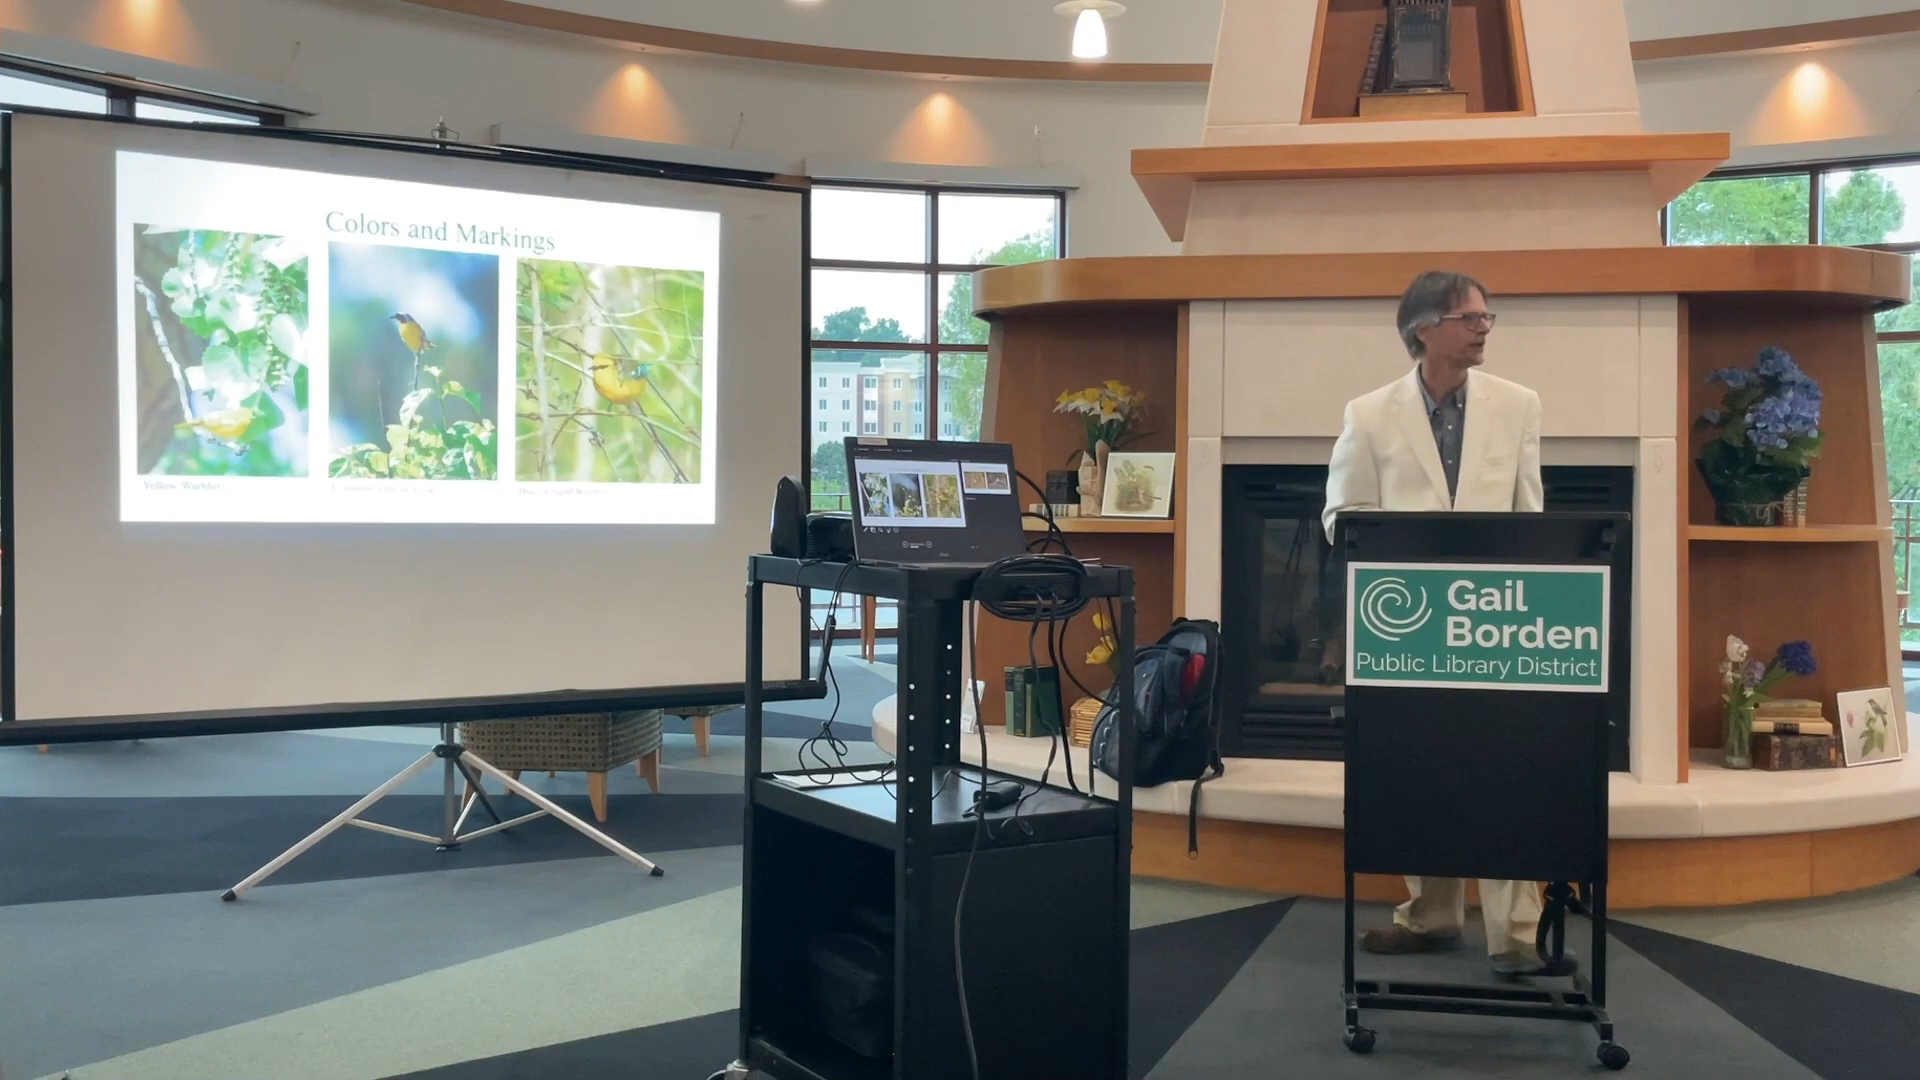 Colors and Markings
Yellow Warbler
Gail
Borden
Public Library District